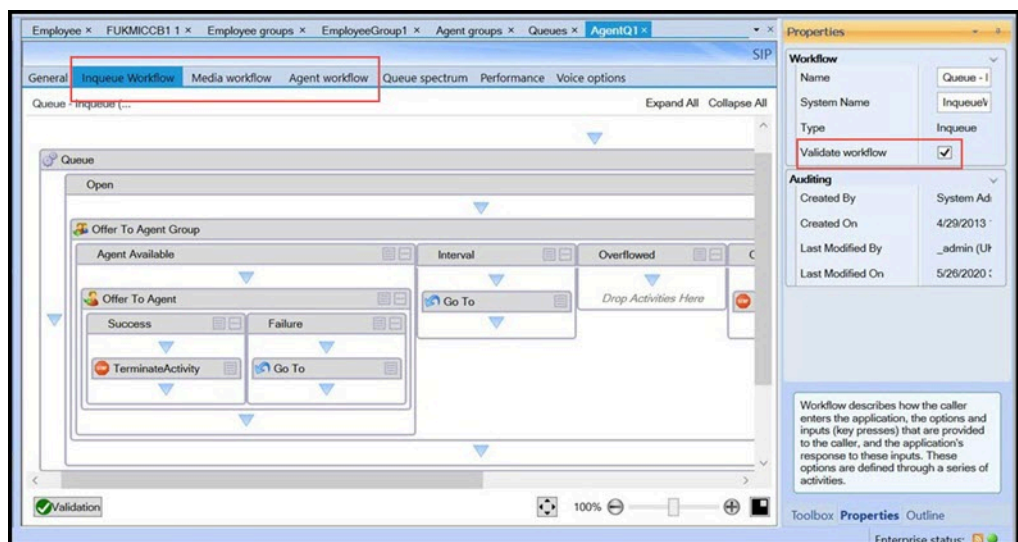 Employee × FUKMICCB1 1 × Employee groups × EmployeeGroup1 × Agent groups × Queues × AgentQ1 ×
SIP
General Inqueue Workflow Media workflow Agent workflow Queue spectrum Performance Voice options
Queue - Inqueue (... Expand All Collapse All
Queue
Open
Offer To Agent Group
Agent Available Interval Overflowed
Offer To Agent Go To Drop Activities Here
Success Failure
TerminateActivity Go To
Validation 100%
Properties
Workflow
Name Queue - I
System Name
Type Inqueue
Validate workflow
Auditing
Created By System Adi
Created On 4/29/2013
Last Modified By _admin (Uk
Last Modified On 5/26/2020
Workflow describes how the caller
enters the application, the options and
inputs (key presses) that are provided
to the caller, and the application's
response to these inputs. These
options are defined through a series of
activities.
Toolbox Properties Outline
Enterprise status: